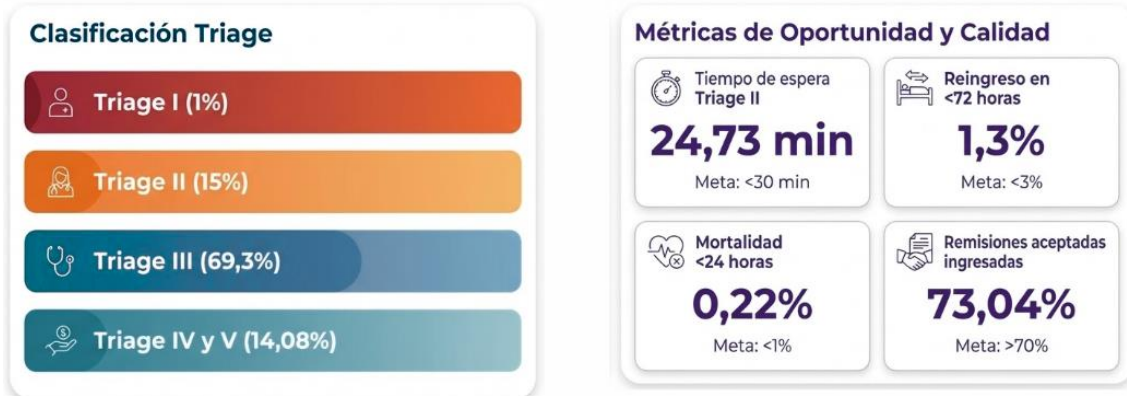 Clasificación Triage
Triage I (1%)
Triage II (15%)
Triage III (69,3%)
Triage IV y V (14,08%)
Métricas de Oportunidad y Calidad
Tiempo de espera
Triage II
24,73 min
Meta: <30 min
Reingreso en
<72 horas
1,3%
Meta: <3%
Mortalidad
<24 horas
0,22%
Meta: <1%
Remisiones aceptadas
ingresadas
73,04%
Meta: >70%